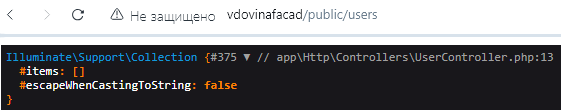 Не защищено vdovinafacad/public/users
Illuminate\Support\Collection {#375 ▼ // app\Http\Controllers\UserController.php:13
#items: []
#escapeWhenCastingToString: false
}